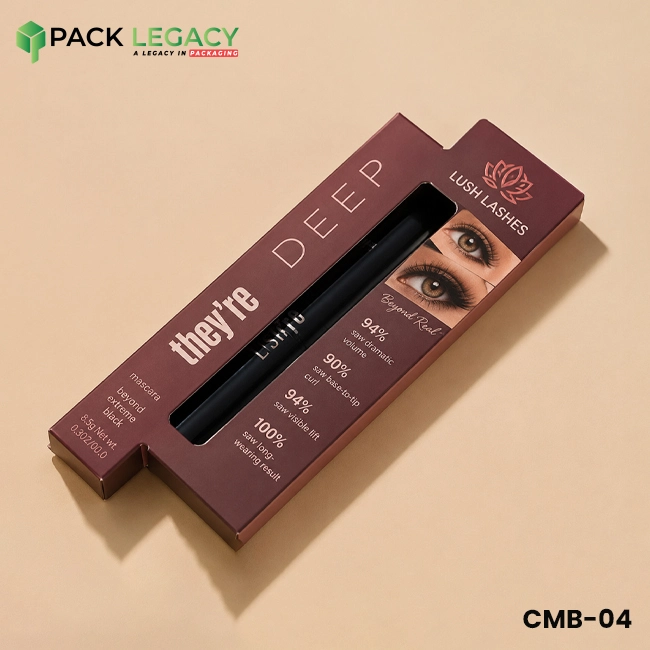 PACK LEGACY
A LEGACY IN PACKAGING
LUSH LASHES
they're
DEEP
mascara
beyond
extreme
black
8.5g Net wt.
0.302/00.0
Beyond Real
94%
saw dramatic
volume
90%
saw base-to-tip
curl
94%
saw visible lift
100%
saw long-
wearing result
CMB-04